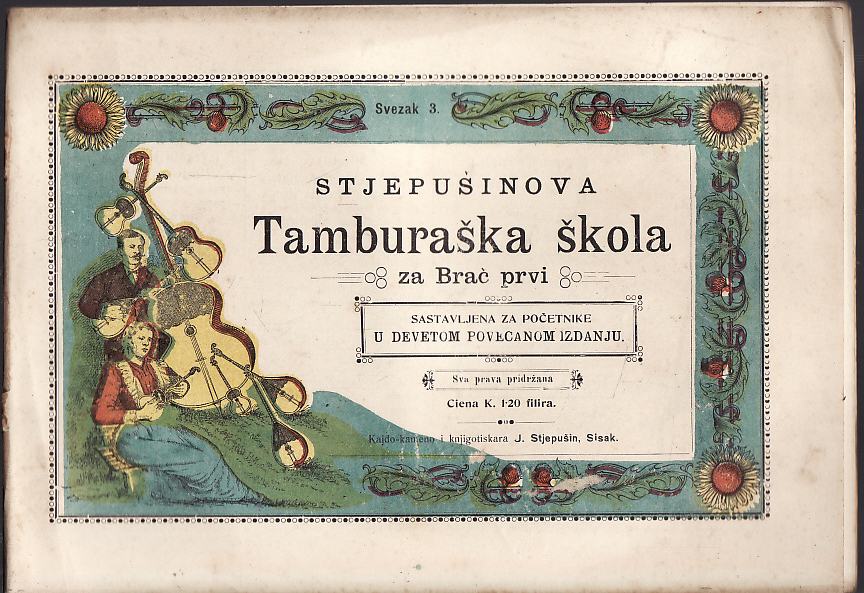 Svezak 3.
STJEPUŠINOVA
Tamburaška škola
za Brač prvi
SASTAVLJENA ZA POČETNIKE
U DEVETOM POVEĆANOM IZDANJU.
Sva prava pridržana
Ciena K. 1·20 filira.
Kajdo-kameno i knjigotiskara J. Stjepušin, Sisak.